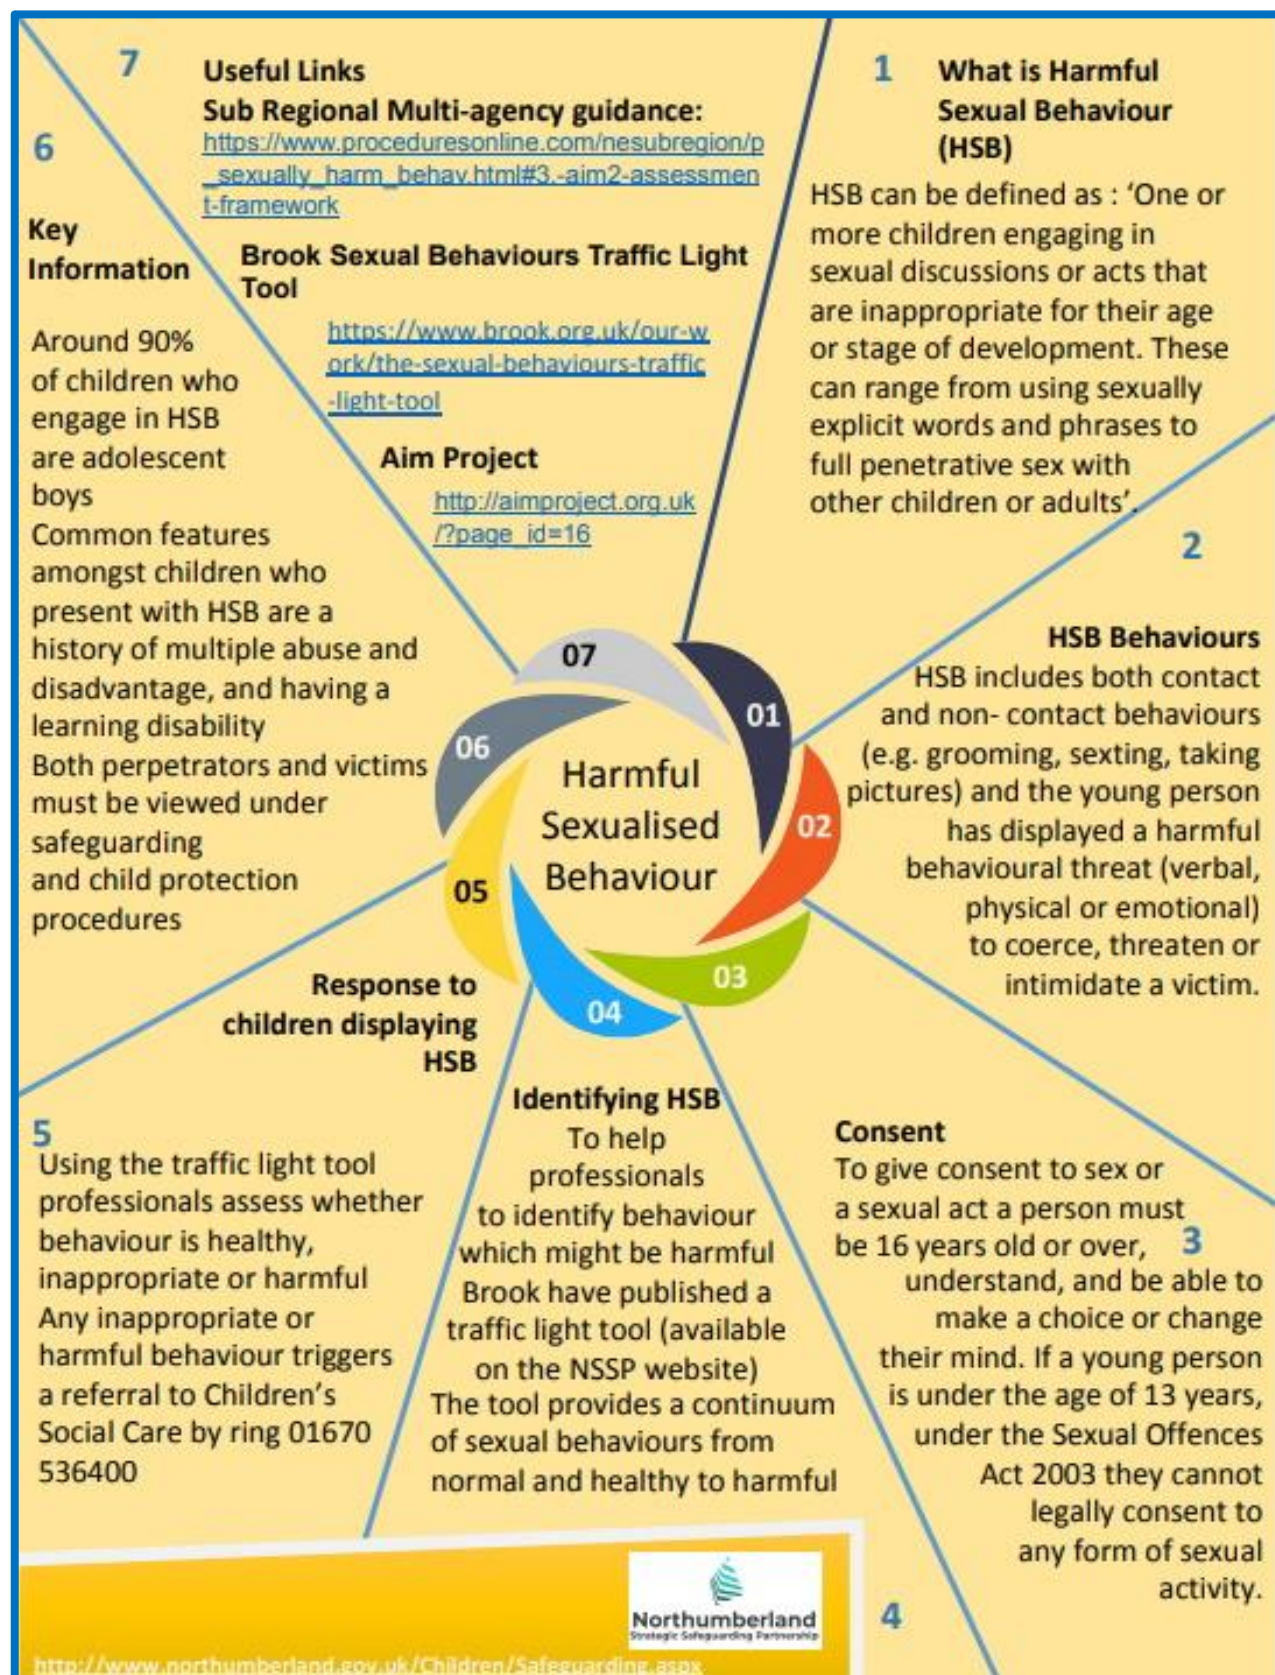 1
What is Harmful
Sexual Behaviour
(HSB)
HSB can be defined as : ‘One or
more children engaging in
sexual discussions or acts that
are inappropriate for their age
or stage of development. These
can range from using sexually
explicit words and phrases to
full penetrative sex with
other children or adults’.
2
HSB Behaviours
HSB includes both contact
and non- contact behaviours
(e.g. grooming, sexting, taking
pictures) and the young person
has displayed a harmful
behavioural threat (verbal,
physical or emotional)
to coerce, threaten or
intimidate a victim.
Consent
To give consent to sex or
a sexual act a person must
be 16 years old or over,
3
understand, and be able to
make a choice or change
their mind. If a young person
is under the age of 13 years,
under the Sexual Offences
Act 2003 they cannot
legally consent to
any form of sexual
activity.
4
Identifying HSB
To help
professionals
to identify behaviour
which might be harmful
Brook have published a
traffic light tool (available
on the NSSP website)
The tool provides a continuum
of sexual behaviours from
normal and healthy to harmful
Response to
children displaying
HSB
5
Using the traffic light tool
professionals assess whether
behaviour is healthy,
inappropriate or harmful
Any inappropriate or
harmful behaviour triggers
a referral to Children’s
Social Care by ring 01670
536400
6
Key
Information
Around 90%
of children who
engage in HSB
are adolescent
boys
Common features
amongst children who
present with HSB are a
history of multiple abuse and
disadvantage, and having a
learning disability
Both perpetrators and victims
must be viewed under
safeguarding
and child protection
procedures
7
Useful Links
Sub Regional Multi-agency guidance:
https://www.proceduresonline.com/nesubregion/p
_sexually_harm_behav.html#3.-aim2-assessmen
t-framework
Brook Sexual Behaviours Traffic Light
Tool
https://www.brook.org.uk/our-w
ork/the-sexual-behaviours-traffic
-light-tool
Aim Project
http://aimproject.org.uk
/?page_id=16
Harmful
Sexualised
Behaviour
01
02
03
04
05
06
07
Northumberland
Strategic Safeguarding Partnership
http://www.northumberland.gov.uk/Children/Safeguarding.aspx